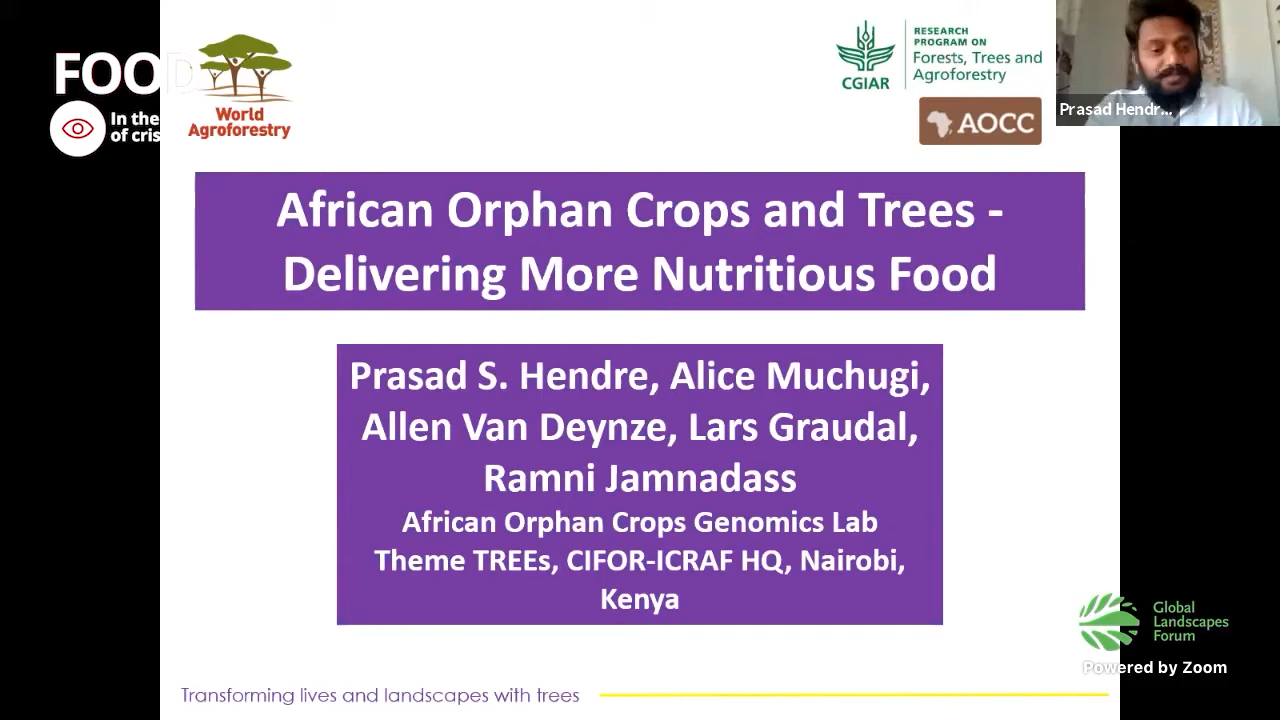 FOOD
In the
of cris
World
Agroforestry
CGIAR
RESEARCH
PROGRAM ON
Forests, Trees and
Agroforestry
AOCC
Prasad Hendr...
African Orphan Crops and Trees -
Delivering More Nutritious Food
Prasad S. Hendre, Alice Muchugi,
Allen Van Deynze, Lars Graudal,
Ramni Jamnadass
African Orphan Crops Genomics Lab
Theme TREEs, CIFOR-ICRAF HQ, Nairobi,
Kenya
Global
Landscapes
Forum
Powered by Zoom
Transforming lives and landscapes with trees